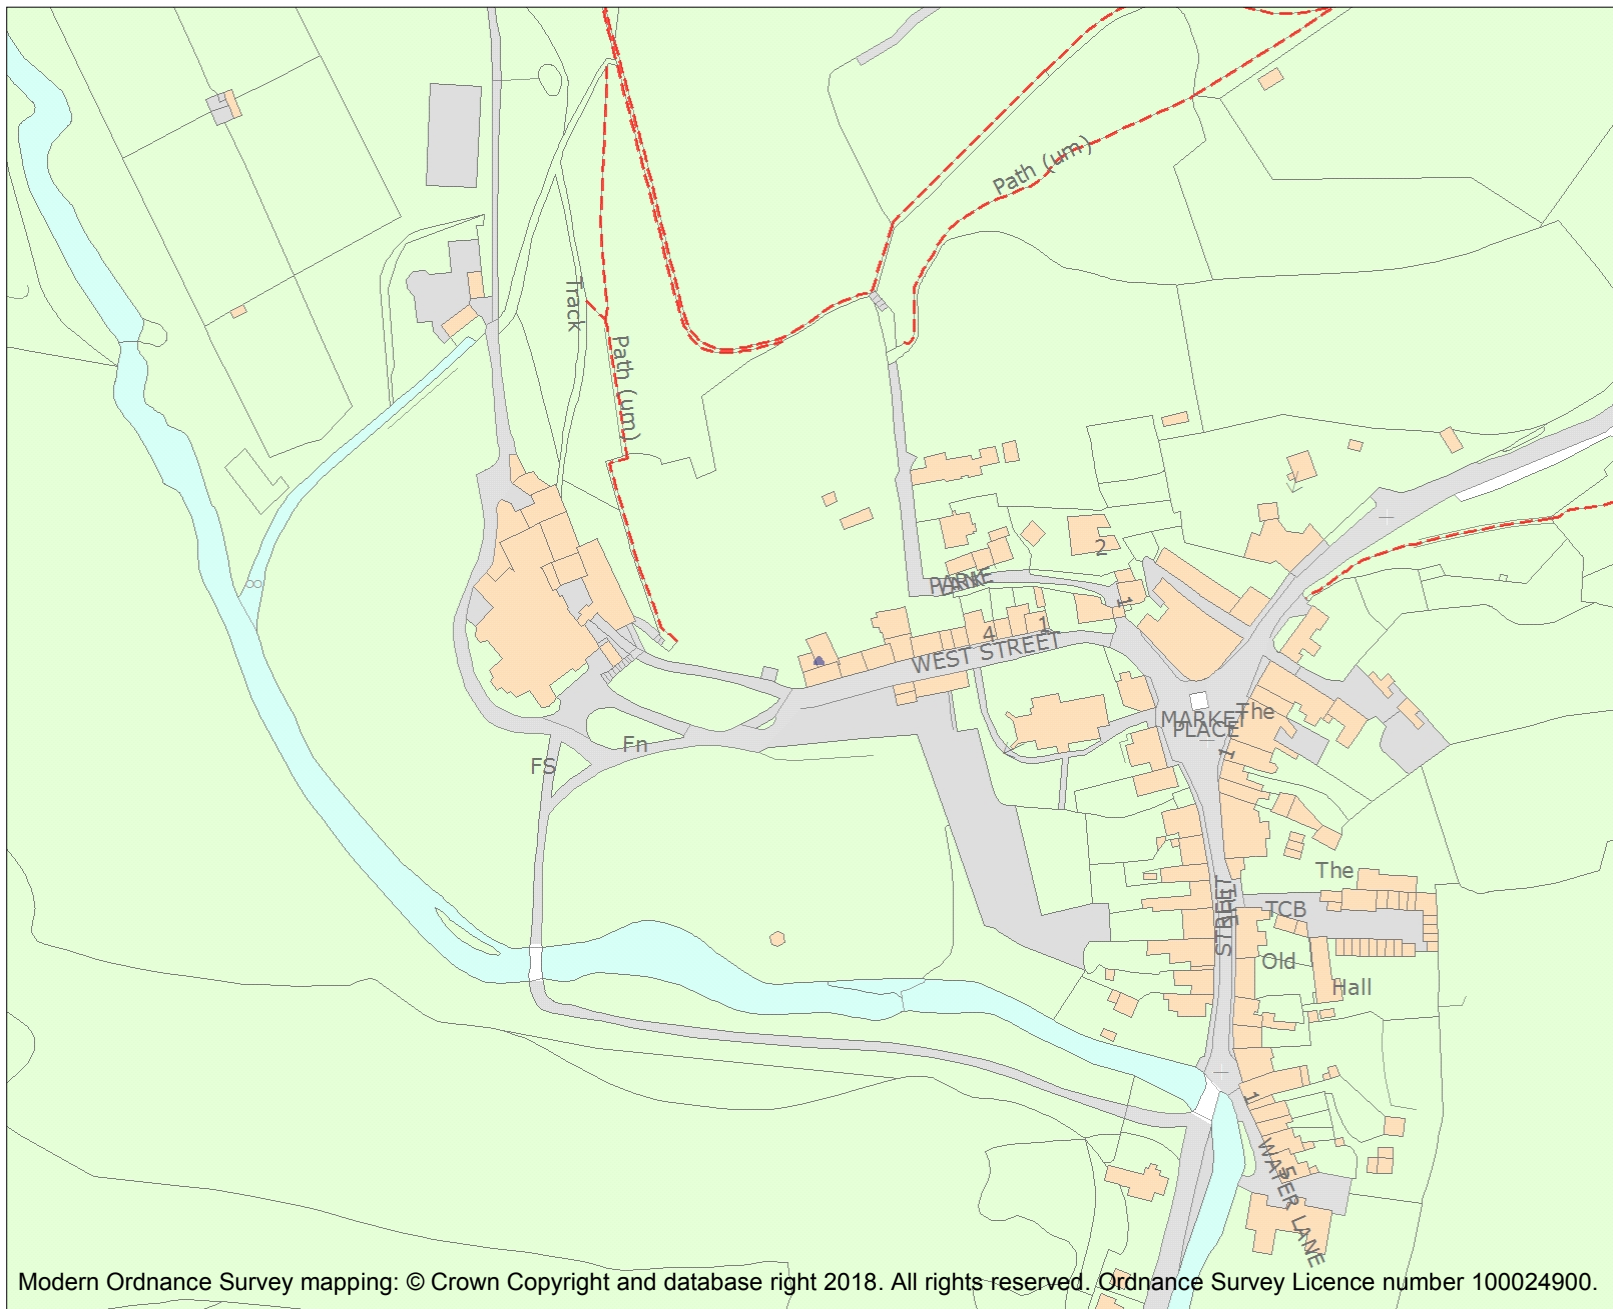 Path (um)
Track
Path (um)
2
PARK
LANE
1
4
1
WEST STREET
MARKET
PLACE
The
1
Fn
FS
The
TCB
THE
STREET
Old
Hall
1
5
WATER LANE
Modern Ordnance Survey mapping: © Crown Copyright and database right 2018. All rights reserved. Ordnance Survey Licence number 100024900.